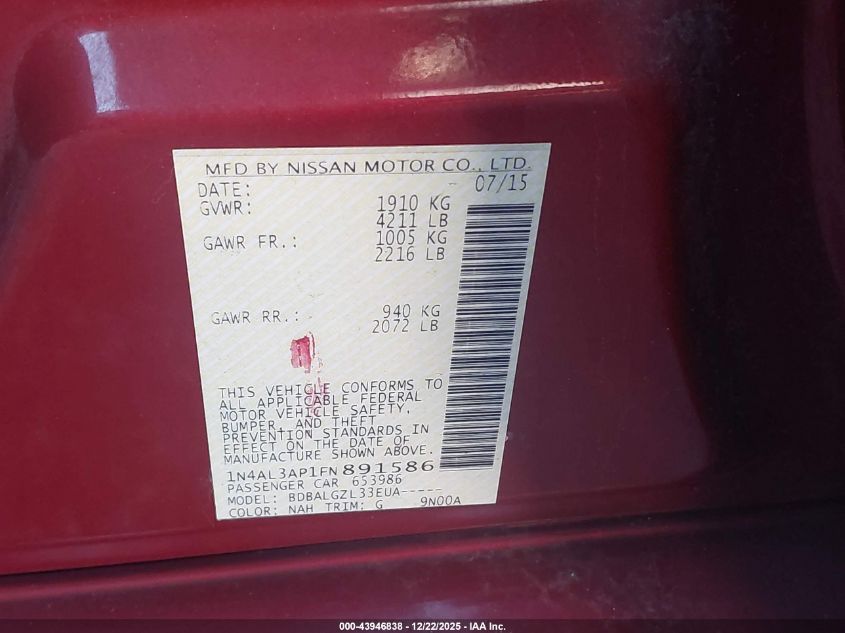 MFD BY NISSAN MOTOR CO., LTD.
DATE: 07/15
GVWR: 1910 KG
4211 LB
GAWR FR.: 1005 KG
2216 LB
GAWR RR.: 940 KG
2072 LB
THIS VEHICLE CONFORMS TO
ALL APPLICABLE FEDERAL
MOTOR VEHICLE SAFETY,
BUMPER, AND THEFT
PREVENTION STANDARDS IN
EFFECT ON THE DATE OF
MANUFACTURE SHOWN ABOVE.
1N4AL3AP1FN891586
PASSENGER CAR 653986
MODEL: BDBALGZL33EUA-----
COLOR: NAH TRIM: G 9N00A
000-43946838 - 12/22/2025 - IAA Inc.